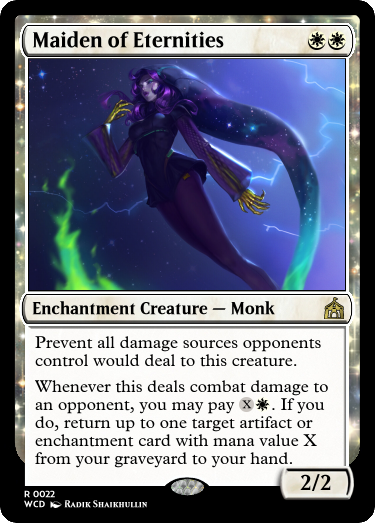 Maiden of Eternities
Enchantment Creature — Monk
Prevent all damage sources opponents
control would deal to this creature.
Whenever this deals combat damage to
an opponent, you may pay X. If you
do, return up to one target artifact or
enchantment card with mana value X
from your graveyard to your hand.
2/2
R 0022
WCD Radik Shaikhullin